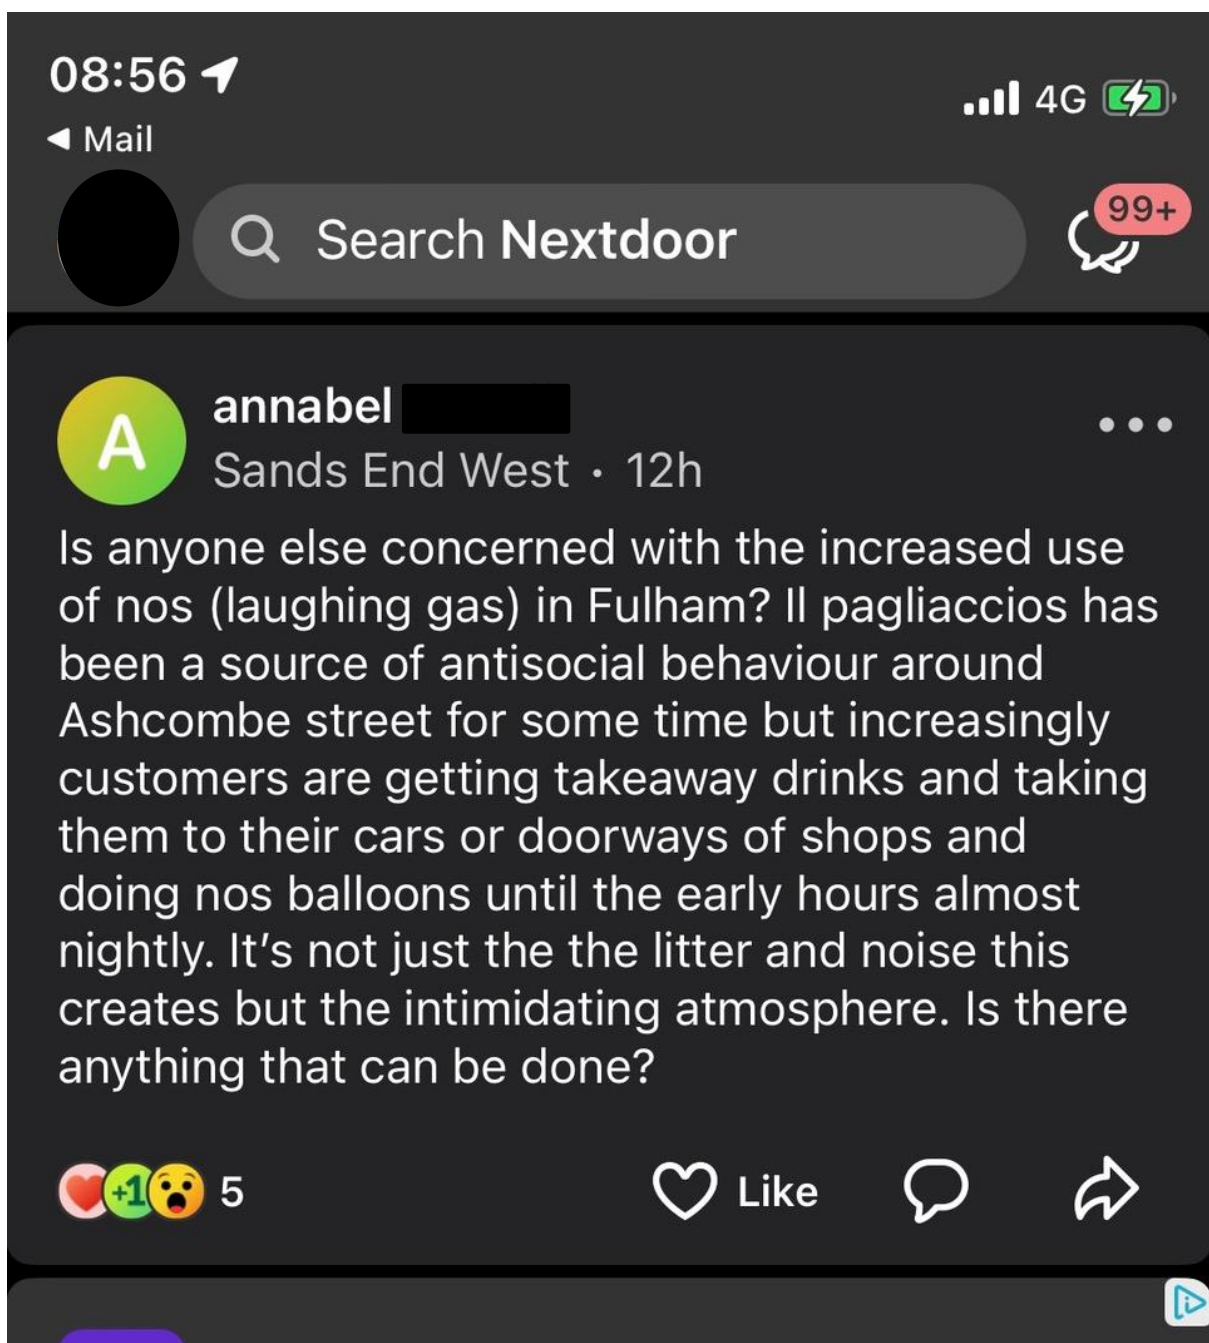 08:56
4G
◀ Mail
Search Nextdoor
99+
annabel
A
Sands End West · 12h
Is anyone else concerned with the increased use
of nos (laughing gas) in Fulham? Il pagliaccios has
been a source of antisocial behaviour around
Ashcombe street for some time but increasingly
customers are getting takeaway drinks and taking
them to their cars or doorways of shops and
doing nos balloons until the early hours almost
nightly. It’s not just the the litter and noise this
creates but the intimidating atmosphere. Is there
anything that can be done?
+1 5
Like